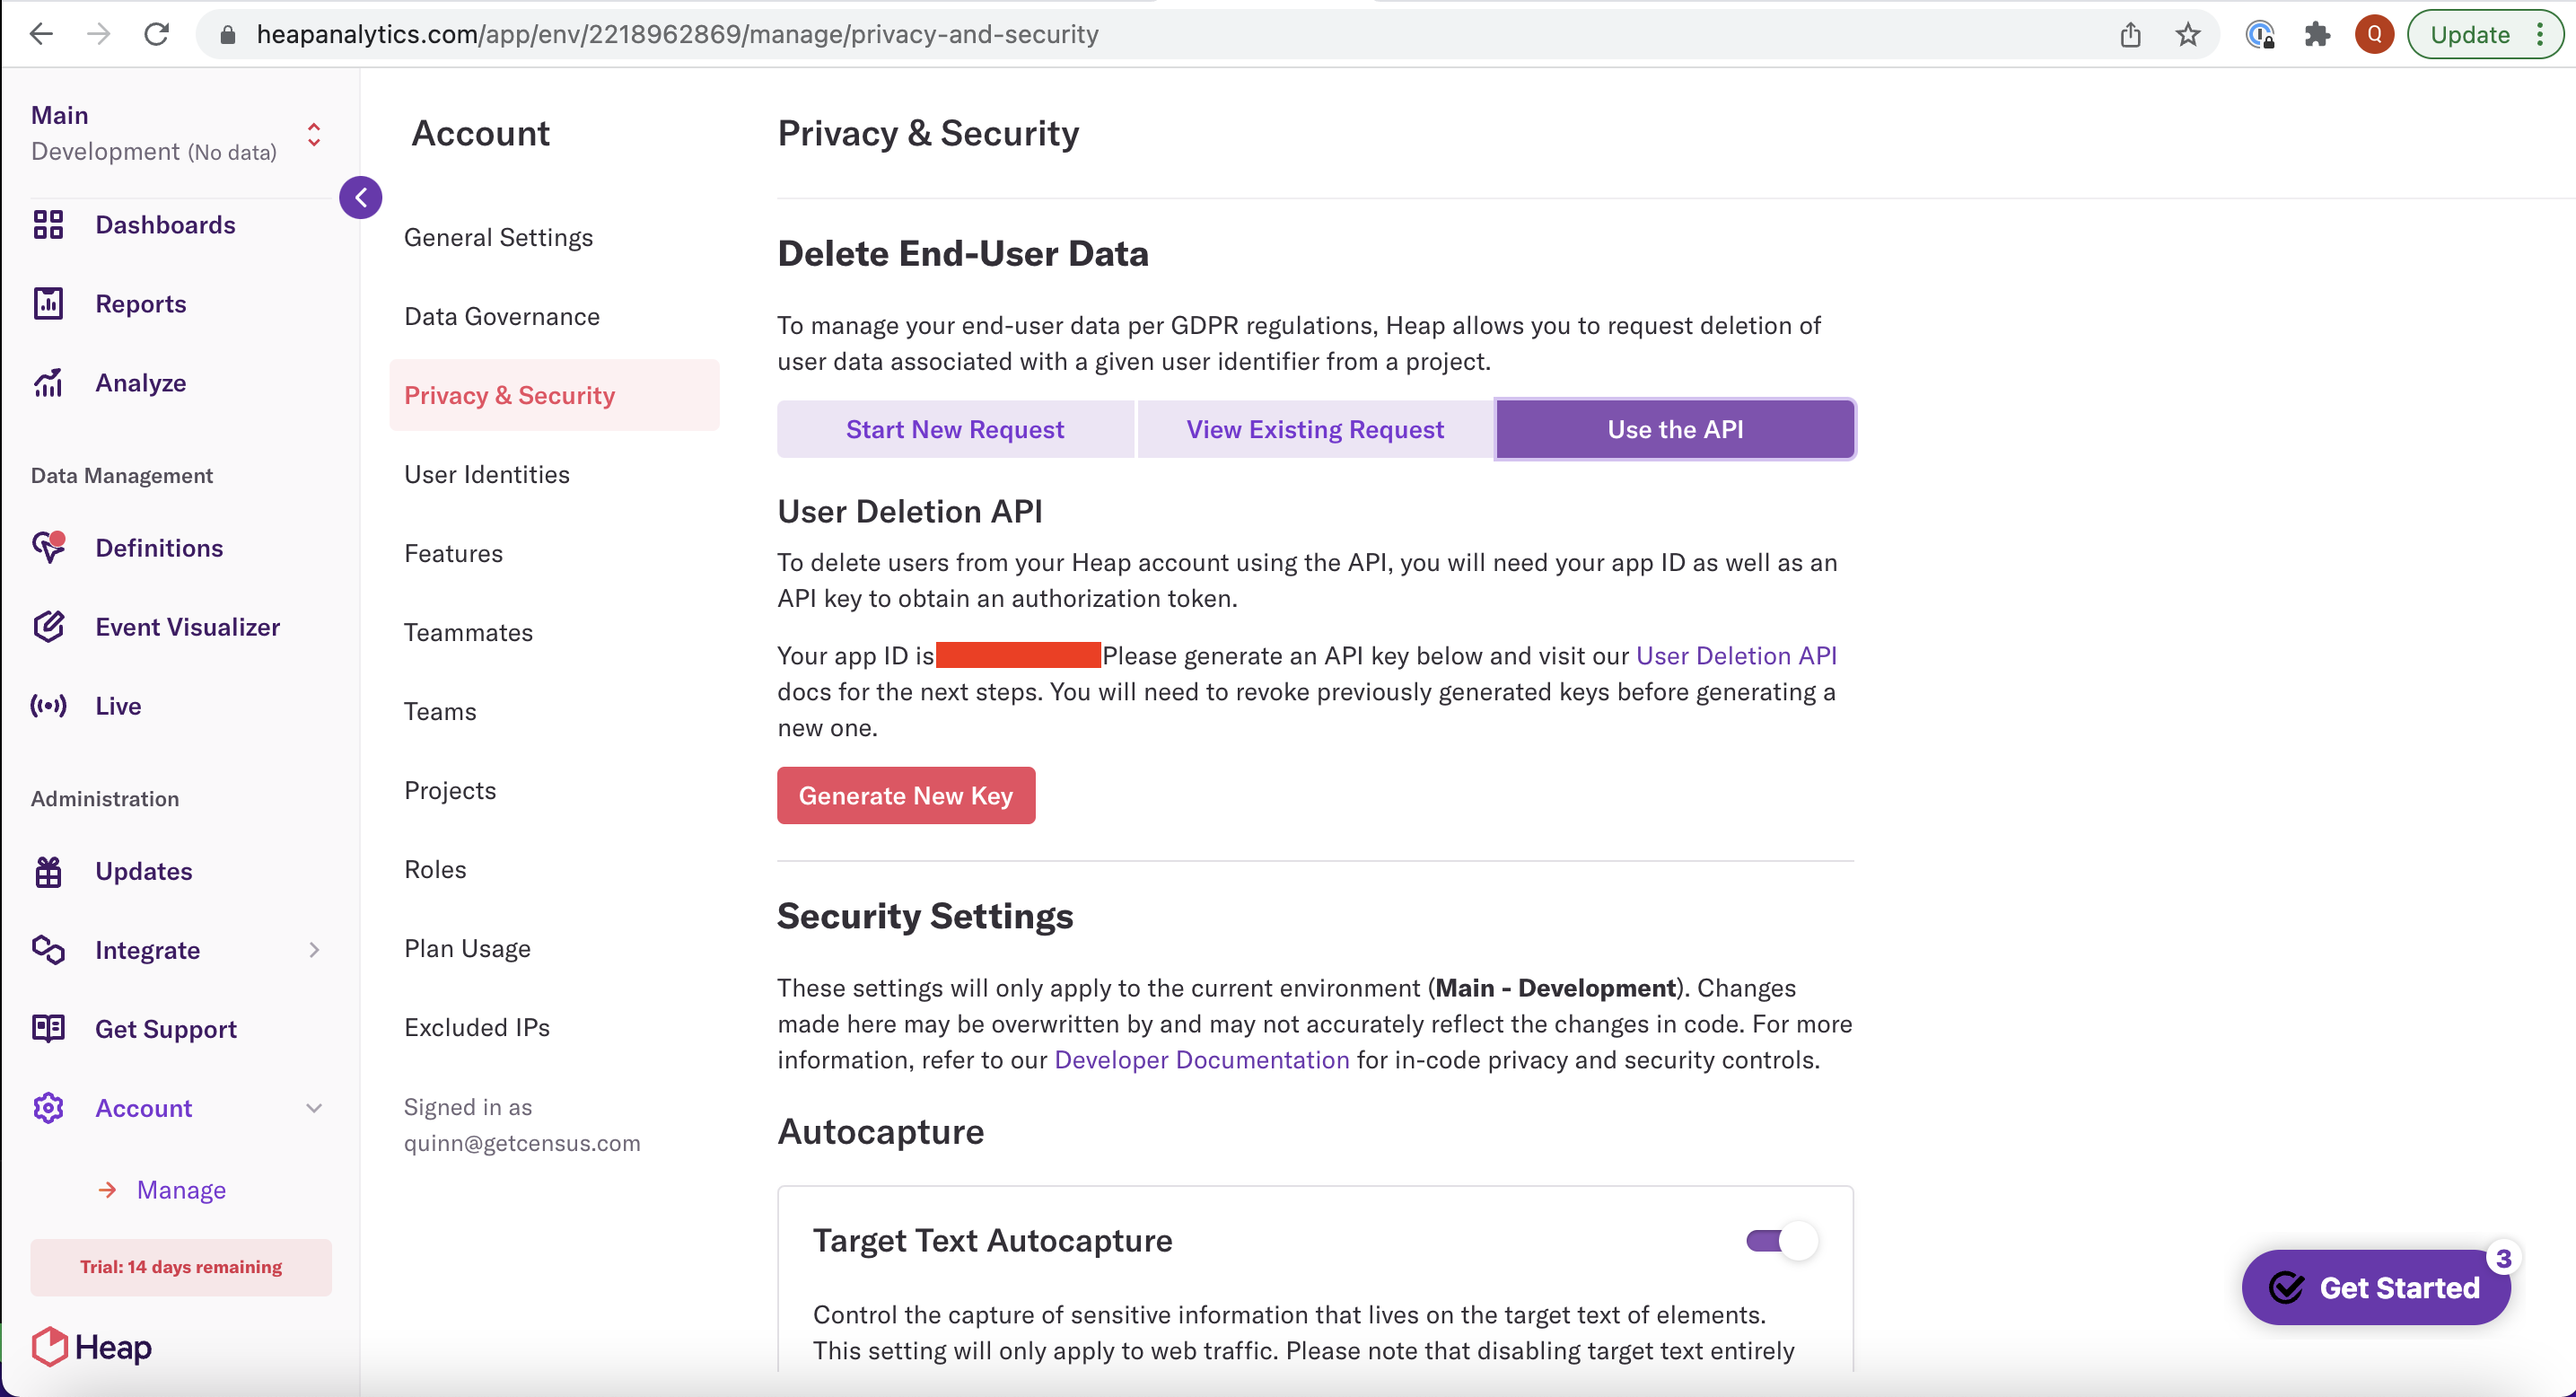 heapanalytics.com/app/env/2218962869/manage/privacy-and-security
Q
Update
Main
Development (No data)
Dashboards
Reports
Analyze
Data Management
Definitions
Event Visualizer
Live
Administration
Updates
Integrate
Get Support
Account
Manage
Trial: 14 days remaining
Heap
Account
General Settings
Data Governance
Privacy & Security
User Identities
Features
Teammates
Teams
Projects
Roles
Plan Usage
Excluded IPs
Signed in as
quinn@getcensus.com
Privacy & Security
Delete End-User Data
To manage your end-user data per GDPR regulations, Heap allows you to request deletion of
user data associated with a given user identifier from a project.
Start New Request
View Existing Request
Use the API
User Deletion API
To delete users from your Heap account using the API, you will need your app ID as well as an
API key to obtain an authorization token.
Your app ID is Please generate an API key below and visit our User Deletion API
docs for the next steps. You will need to revoke previously generated keys before generating a
new one.
Generate New Key
Security Settings
These settings will only apply to the current environment (Main - Development). Changes
made here may be overwritten by and may not accurately reflect the changes in code. For more
information, refer to our Developer Documentation for in-code privacy and security controls.
Autocapture
Target Text Autocapture
Control the capture of sensitive information that lives on the target text of elements.
This setting will only apply to web traffic. Please note that disabling target text entirely
3
Get Started